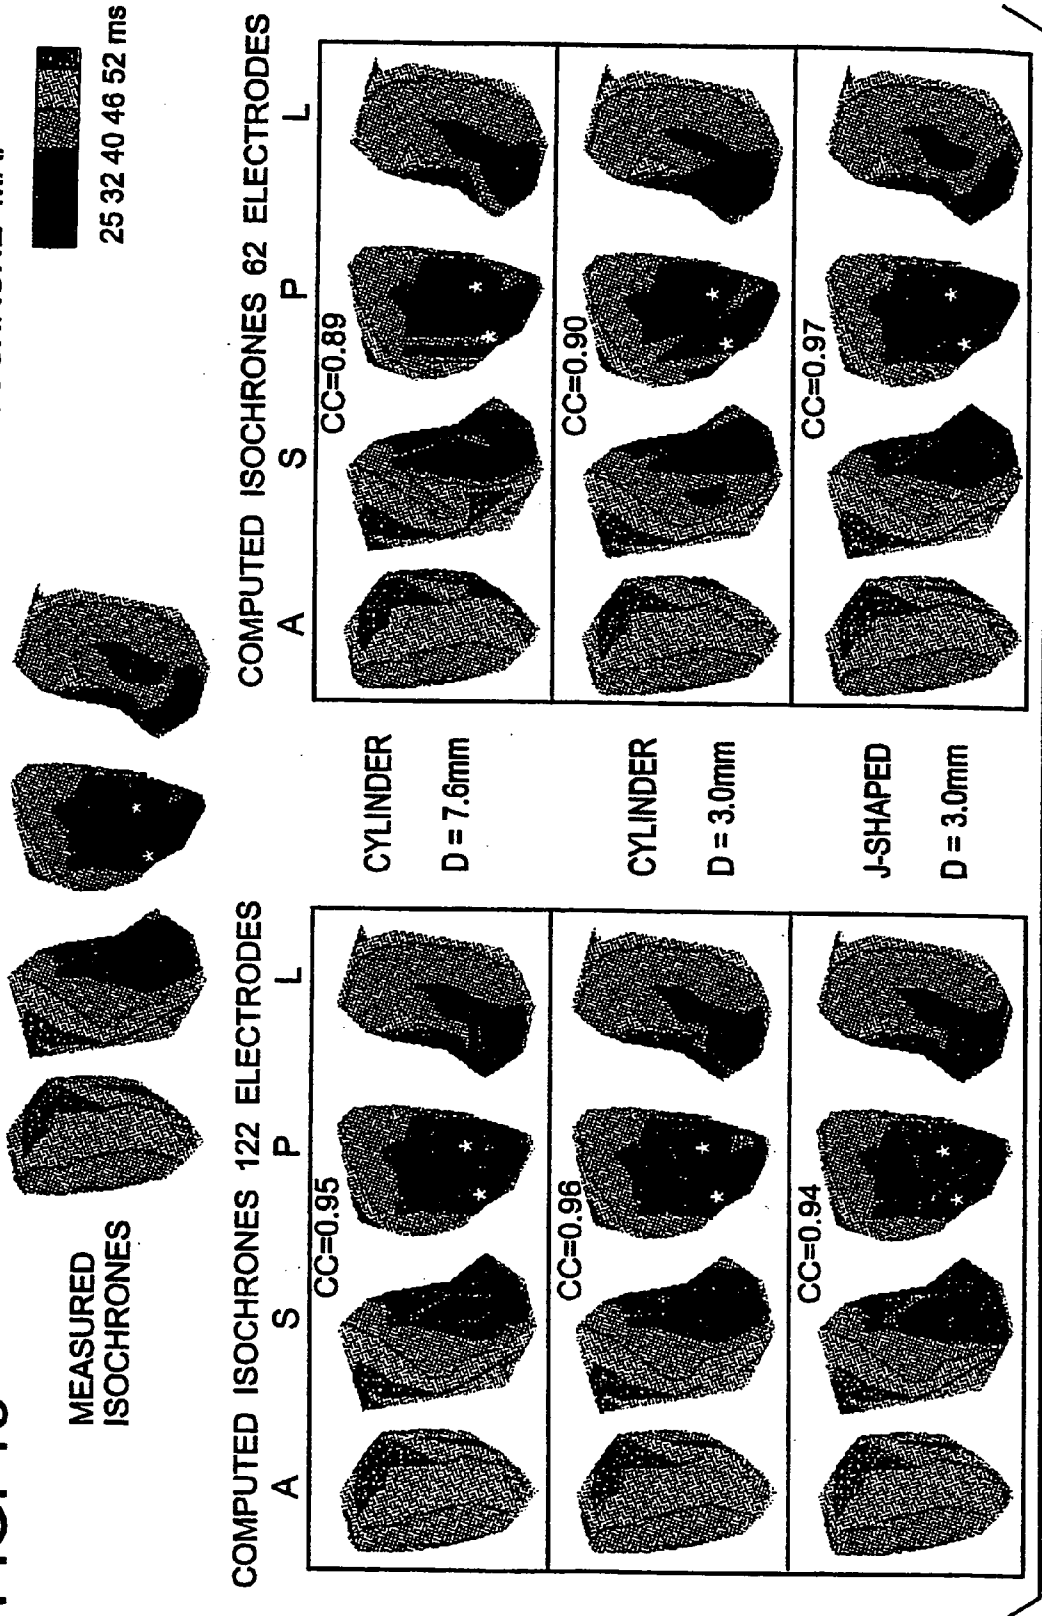 25 32 40 46 52 ms
MEASURED
ISOCHRONES
COMPUTED ISOCHRONES 122 ELECTRODES
A S P L
CC=0.95
CC=0.96
CC=0.94
CYLINDER
D = 7.6mm
CYLINDER
D = 3.0mm
J-SHAPED
D = 3.0mm
COMPUTED ISOCHRONES 62 ELECTRODES
A S P L
CC=0.89
CC=0.90
CC=0.97